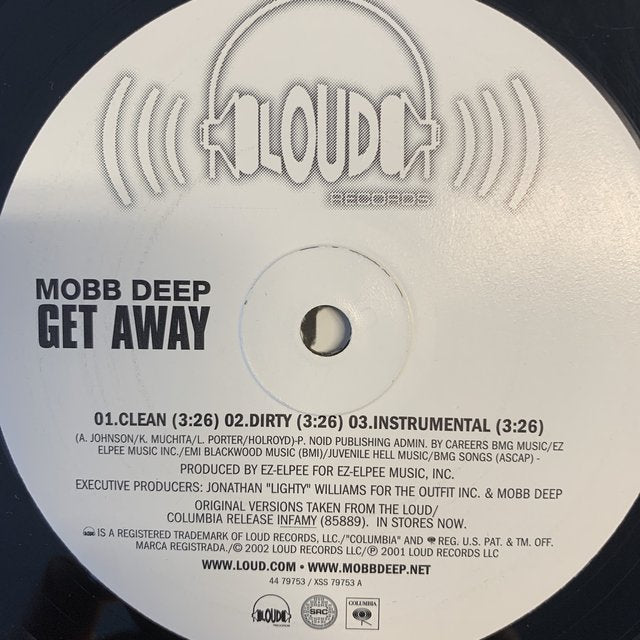 LOUD
RECORDS
MOBB DEEP
GET AWAY
01.CLEAN (3:26) 02.DIRTY (3:26) 03.INSTRUMENTAL (3:26)
(A. JOHNSON/K. MUCHITA/L. PORTER/HOLROYD)-P. NOID PUBLISHING ADMIN. BY CAREERS BMG MUSIC/EZ
ELPEE MUSIC INC./EMI BLACKWOOD MUSIC (BMI)/JUVENILE HELL MUSIC/BMG SONGS (ASCAP) -
PRODUCED BY EZ-ELPEE FOR EZ-ELPEE MUSIC, INC.
EXECUTIVE PRODUCERS: JONATHAN "LIGHTY" WILLIAMS FOR THE OUTFIT INC. & MOBB DEEP
ORIGINAL VERSIONS TAKEN FROM THE LOUD/
COLUMBIA RELEASE INFAMY (85889). IN STORES NOW.
LOUD IS A REGISTERED TRADEMARK OF LOUD RECORDS, LLC./"COLUMBIA" AND REG. U.S. PAT. & TM. OFF.
MARCA REGISTRADA./© 2002 LOUD RECORDS LLC/℗ 2001 LOUD RECORDS LLC
WWW.LOUD.COM • WWW.MOBBDEEP.NET
44 79753 / XSS 79753 A
LOUD SRC COLUMBIA
RECORDS